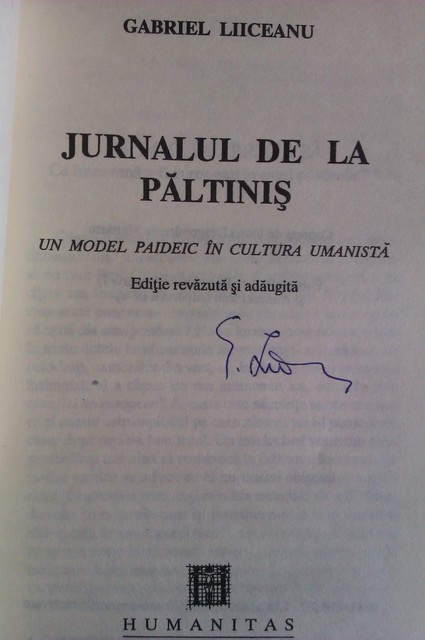 GABRIEL LIICEANU
JURNALUL DE LA
PĂLTINIŞ
UN MODEL PAIDEIC ÎN CULTURA UMANISTĂ
Ediţie revăzută şi adăugită
HUMANITAS